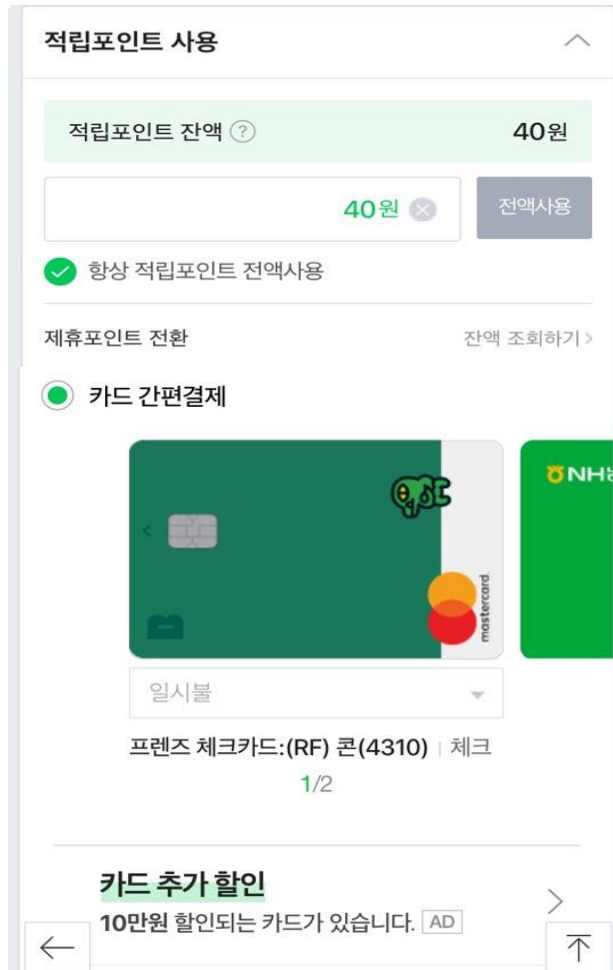 적립포인트 사용
적립포인트 잔액 ? 40원
40원 전액사용
항상 적립포인트 전액사용
제휴포인트 전환 잔액 조회하기
카드 간편결제
NH
mastercard.
일시불
프렌즈 체크카드:(RF) 콘(4310) | 체크
1/2
카드 추가 할인
10만원 할인되는 카드가 있습니다. AD